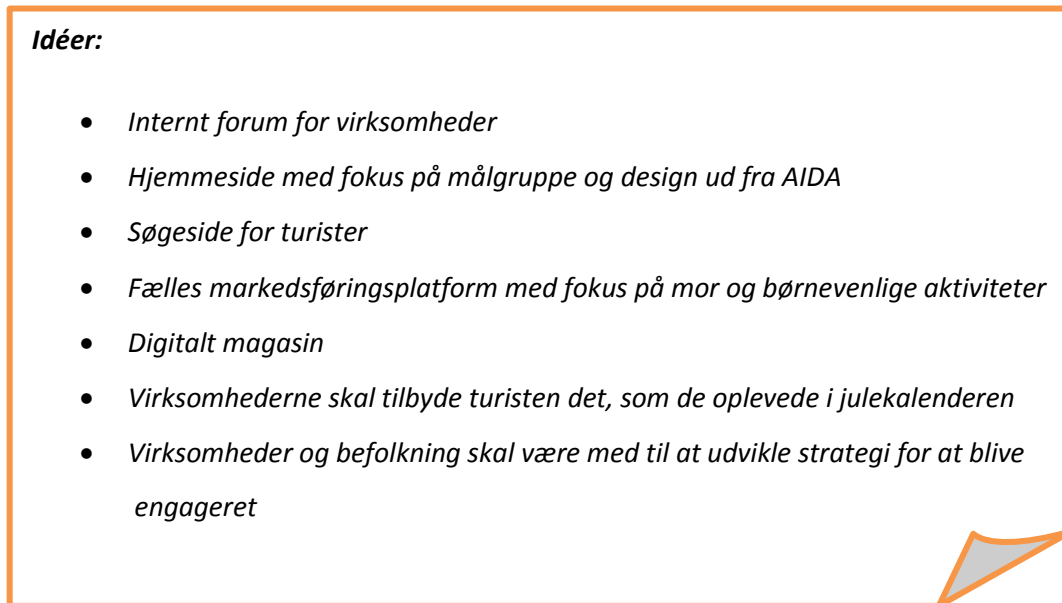 Idéer:
• Internt forum for virksomheder
• Hjemmeside med fokus på målgruppe og design ud fra AIDA
• Søgeside for turister
• Fælles markedsføringsplatform med fokus på mor og børnevenlige aktiviteter
• Digitalt magasin
• Virksomhederne skal tilbyde turisten det, som de oplevede i julekalenderen
• Virksomheder og befolkning skal være med til at udvikle strategi for at blive
engageret